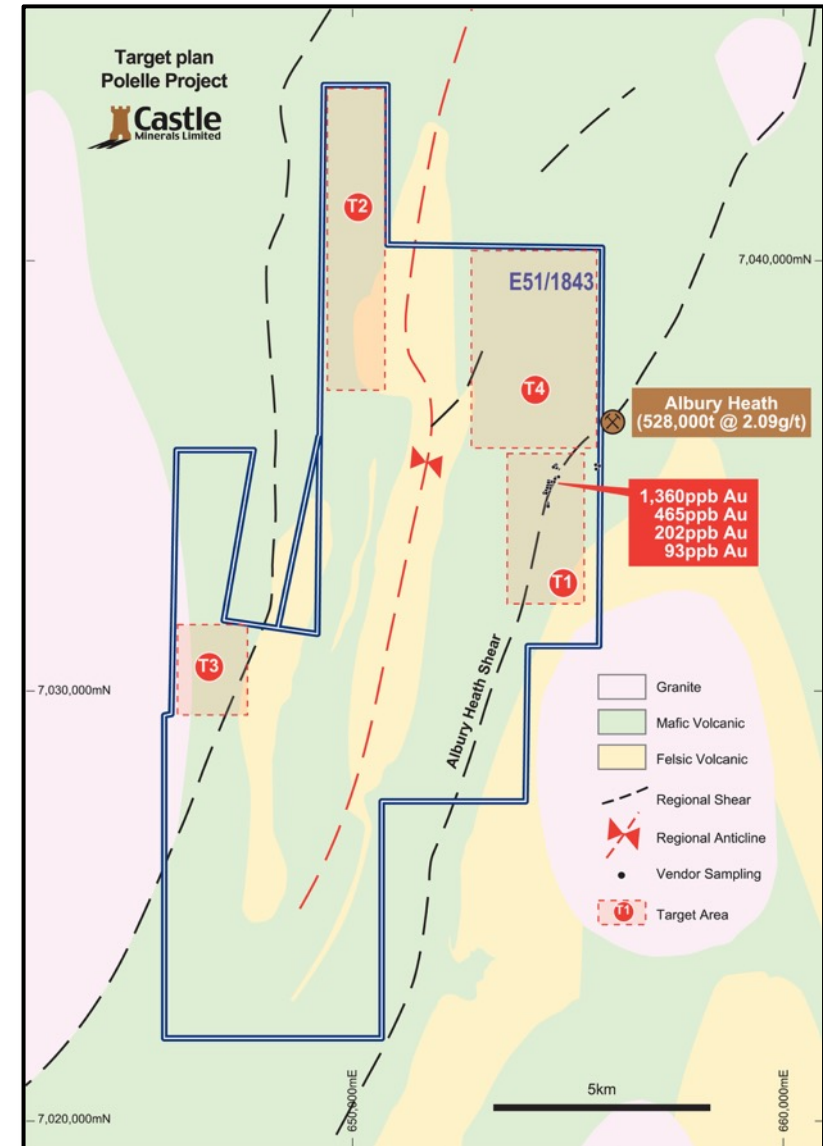 Target plan
Polelle Project
Castle
Minerals Limited
T2
7,040,000mN
E51/1843
T4
Albury Heath
(528,000t @ 2.09g/t)
1,360ppb Au
465ppb Au
202ppb Au
93ppb Au
T1
T3
Albury Heath Shear
7,030,000mN
Granite
Mafic Volcanic
Felsic Volcanic
Regional Shear
Regional Anticline
Vendor Sampling
T1
Target Area
5km
650,000mE
660,000mE
7,020,000mN